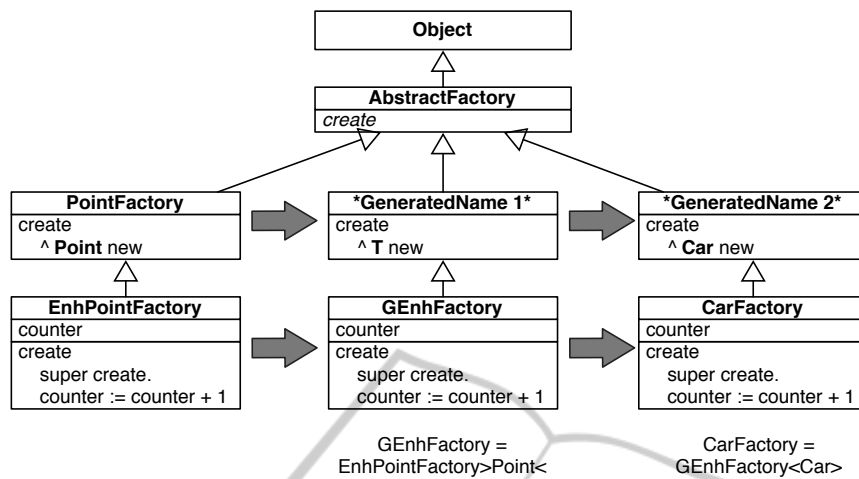 Object
AbstractFactory
create
PointFactory
create
^ Point new
*GeneratedName 1*
create
^ T new
*GeneratedName 2*
create
^ Car new
EnhPointFactory
counter
create
super create.
counter := counter + 1
GEnhFactory
counter
create
super create.
counter := counter + 1
CarFactory
counter
create
super create.
counter := counter + 1
GEnhFactory =
EnhPointFactory>Point<
CarFactory =
GEnhFactory<Car>